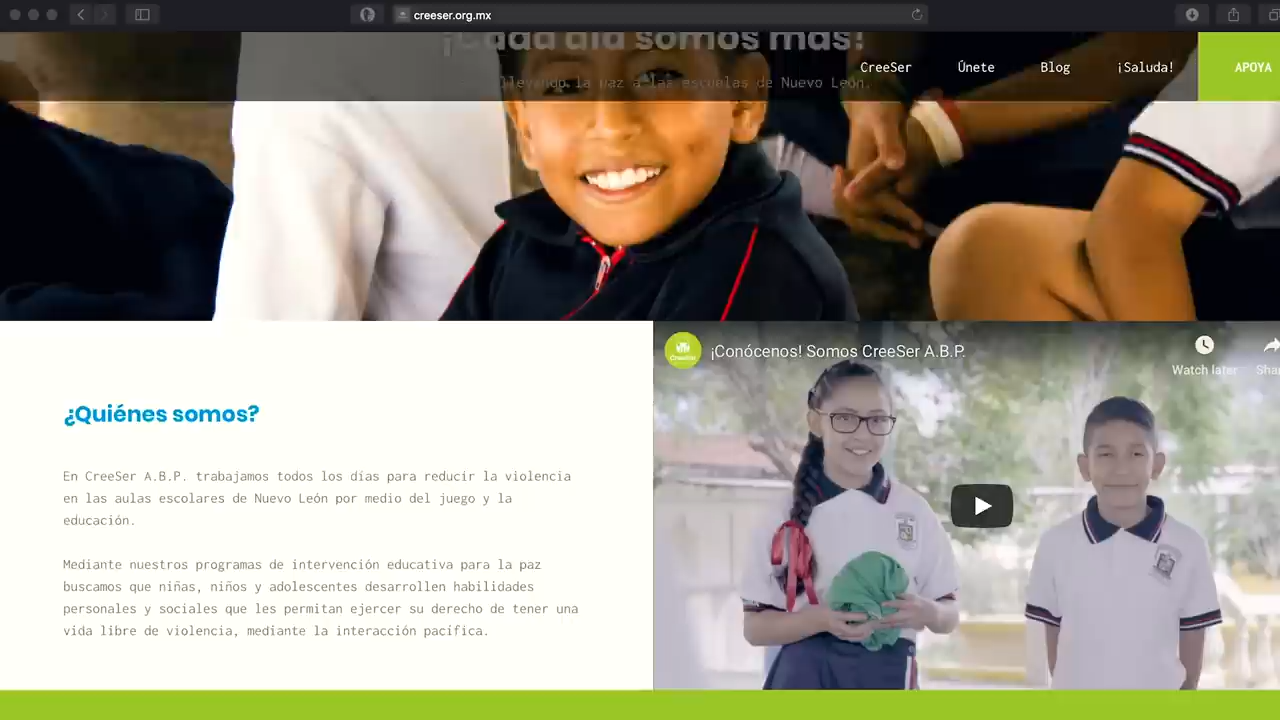 creeser.org.mx
¡Cada día somos más!
llevando la paz a las escuelas de Nuevo León.
CreeSer
Únete
Blog
¡Saluda!
APOYA
¡Conócenos! Somos CreeSer A.B.P.
Watch later
CreeSer
¿Quiénes somos?
En CreeSer A.B.P. trabajamos todos los días para reducir la violencia
en las aulas escolares de Nuevo León por medio del juego y la
educación.
Mediante nuestros programas de intervención educativa para la paz
buscamos que niñas, niños y adolescentes desarrollen habilidades
personales y sociales que les permitan ejercer su derecho de tener una
vida libre de violencia, mediante la interacción pacífica.